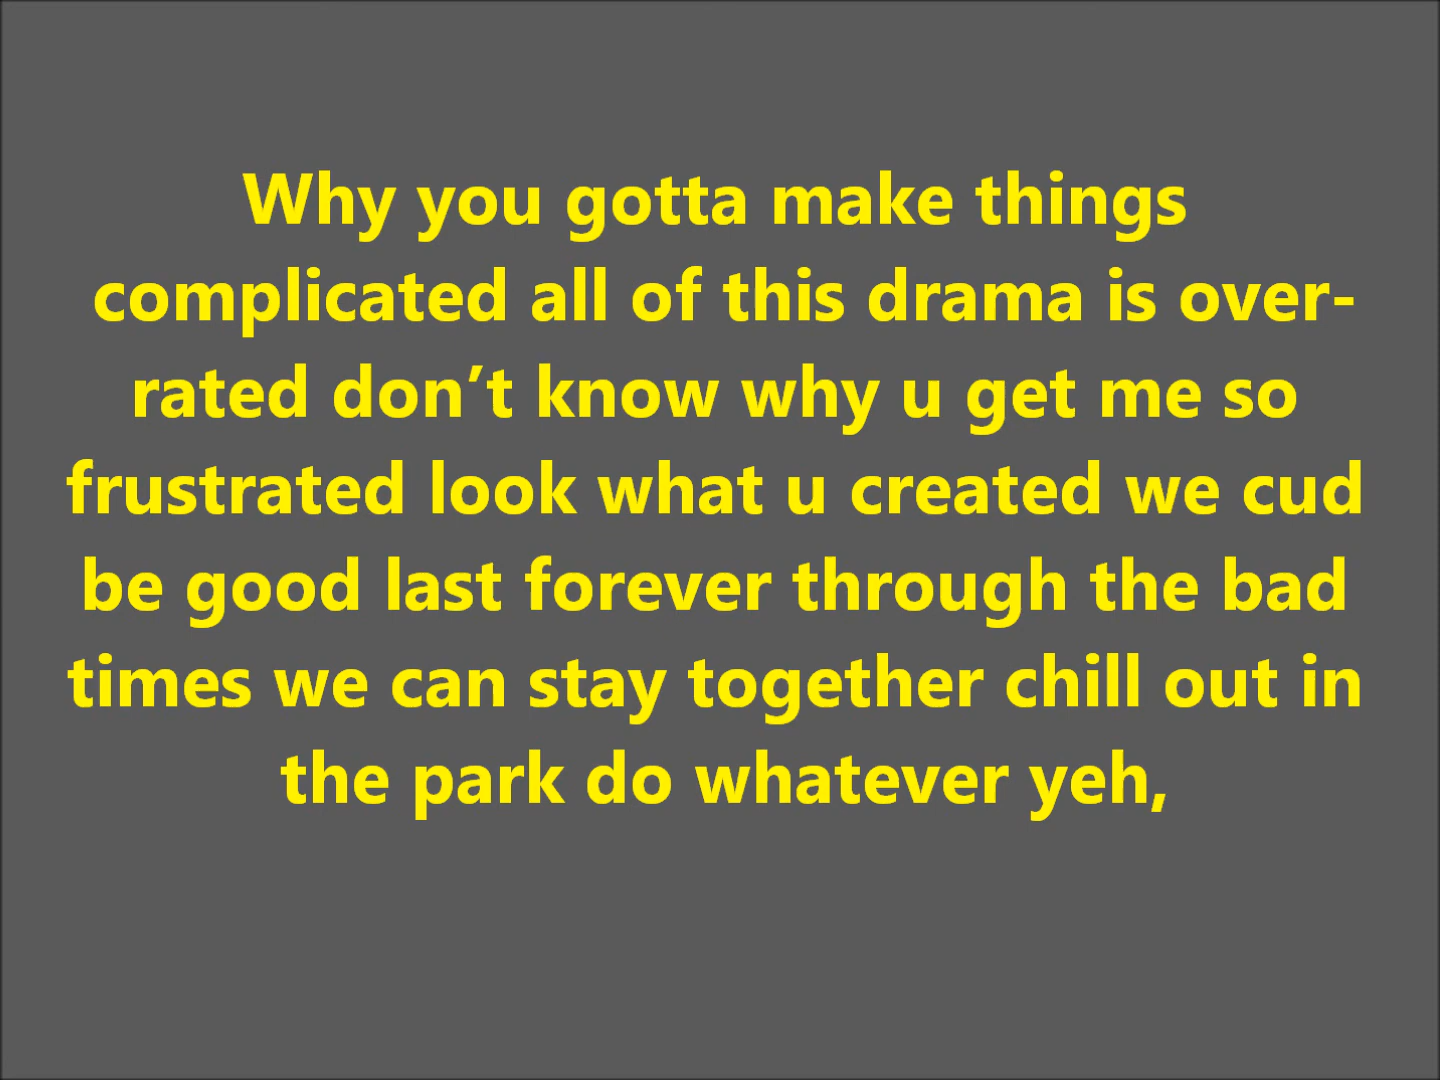 Why you gotta make things
complicated all of this drama is over-
rated don’t know why u get me so
frustrated look what u created we cud
be good last forever through the bad
times we can stay together chill out in
the park do whatever yeh,